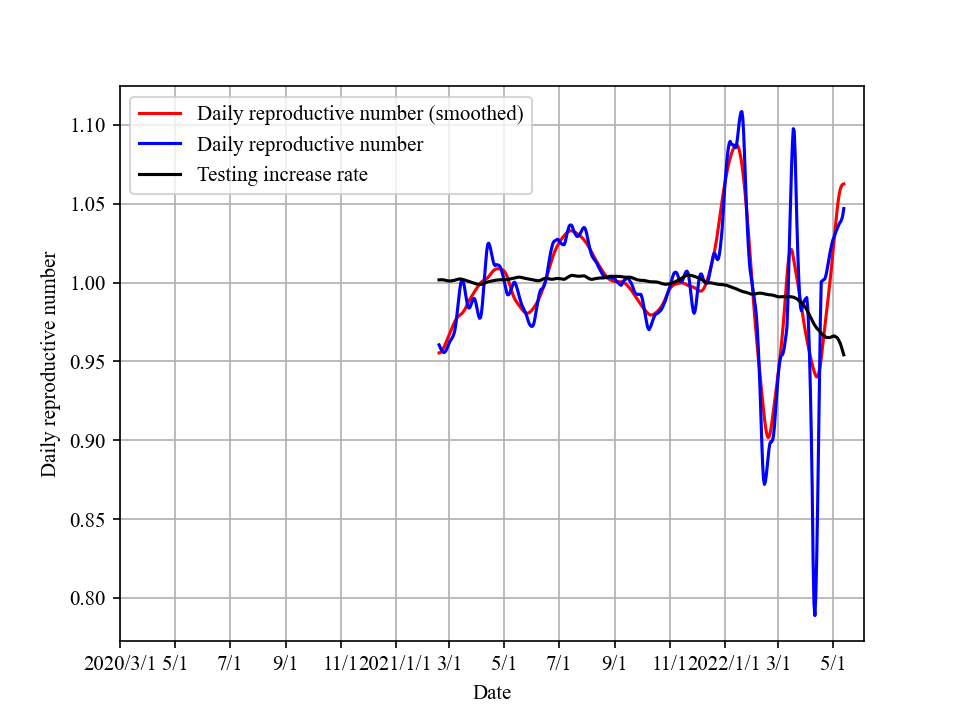 Daily reproductive number (smoothed)
Daily reproductive number
Testing increase rate
1.10
1.05
1.00
0.95
0.90
0.85
0.80
Daily reproductive number
2020/3/1 5/1 7/1 9/1 11/1 2021/1/1 3/1 5/1 7/1 9/1 11/1 2022/1/1 3/1 5/1
Date